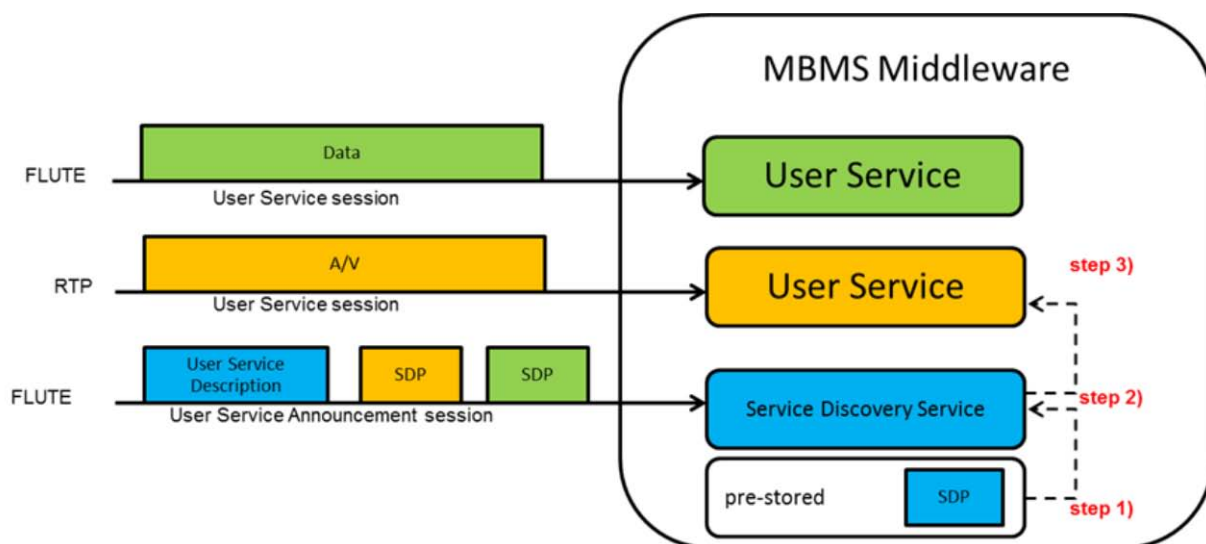 MBMS Middleware
Data
FLUTE
User Service session
User Service
A/V
RTP
User Service session
User Service
step 3)
User Service
Description
SDP
SDP
FLUTE
User Service Announcement session
Service Discovery Service
step 2)
pre-stored
SDP
step 1)